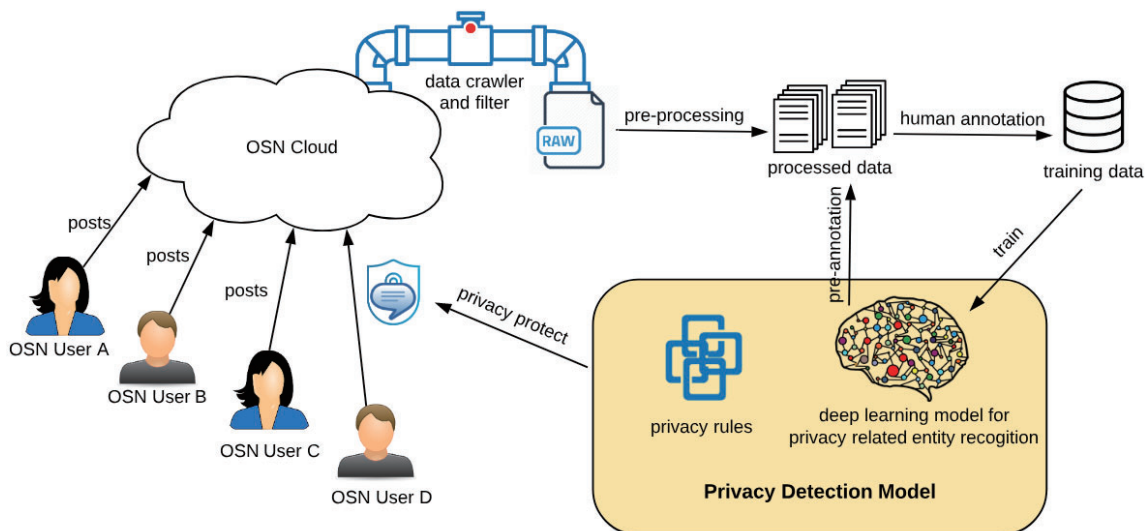 data crawler
and filter
OSN Cloud
RAW
pre-processing
processed data
human annotation
training data
posts
posts
posts
OSN User A
OSN User B
OSN User C
OSN User D
privacy protect
pre-annotation
train
privacy rules
deep learning model for
privacy related entity recogition
Privacy Detection Model